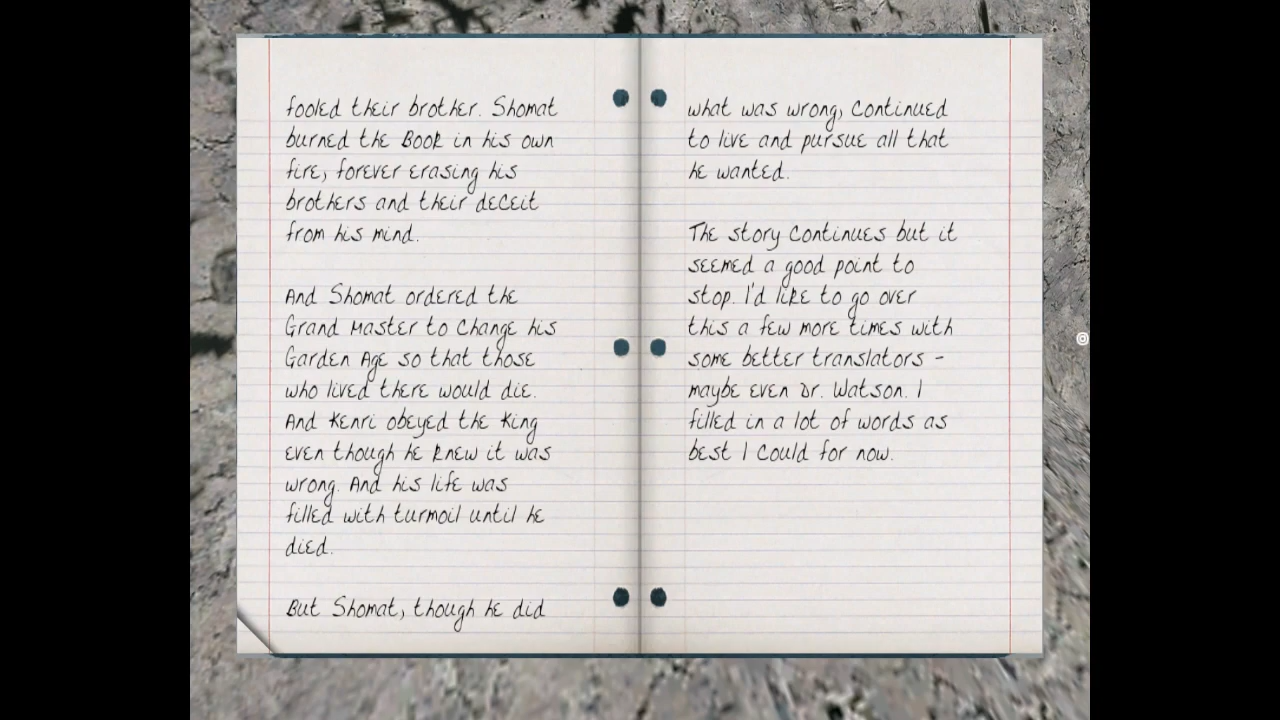 fooled their brother. Shomat
burned the Book in his own
fire, forever erasing his
brothers and their deceit
from his mind.
And Shomat ordered the
Grand Master to change his
Garden Age so that those
who lived there would die.
And Kenri obeyed the King
even though he knew it was
wrong. And his life was
filled with turmoil until he
died.
But Shomat, though he did
what was wrong, continued
to live and pursue all that
he wanted.
The story continues but it
seemed a good point to
stop. I'd like to go over
this a few more times with
some better translators -
maybe even Dr. Watson. I
filled in a lot of words as
best I could for now.